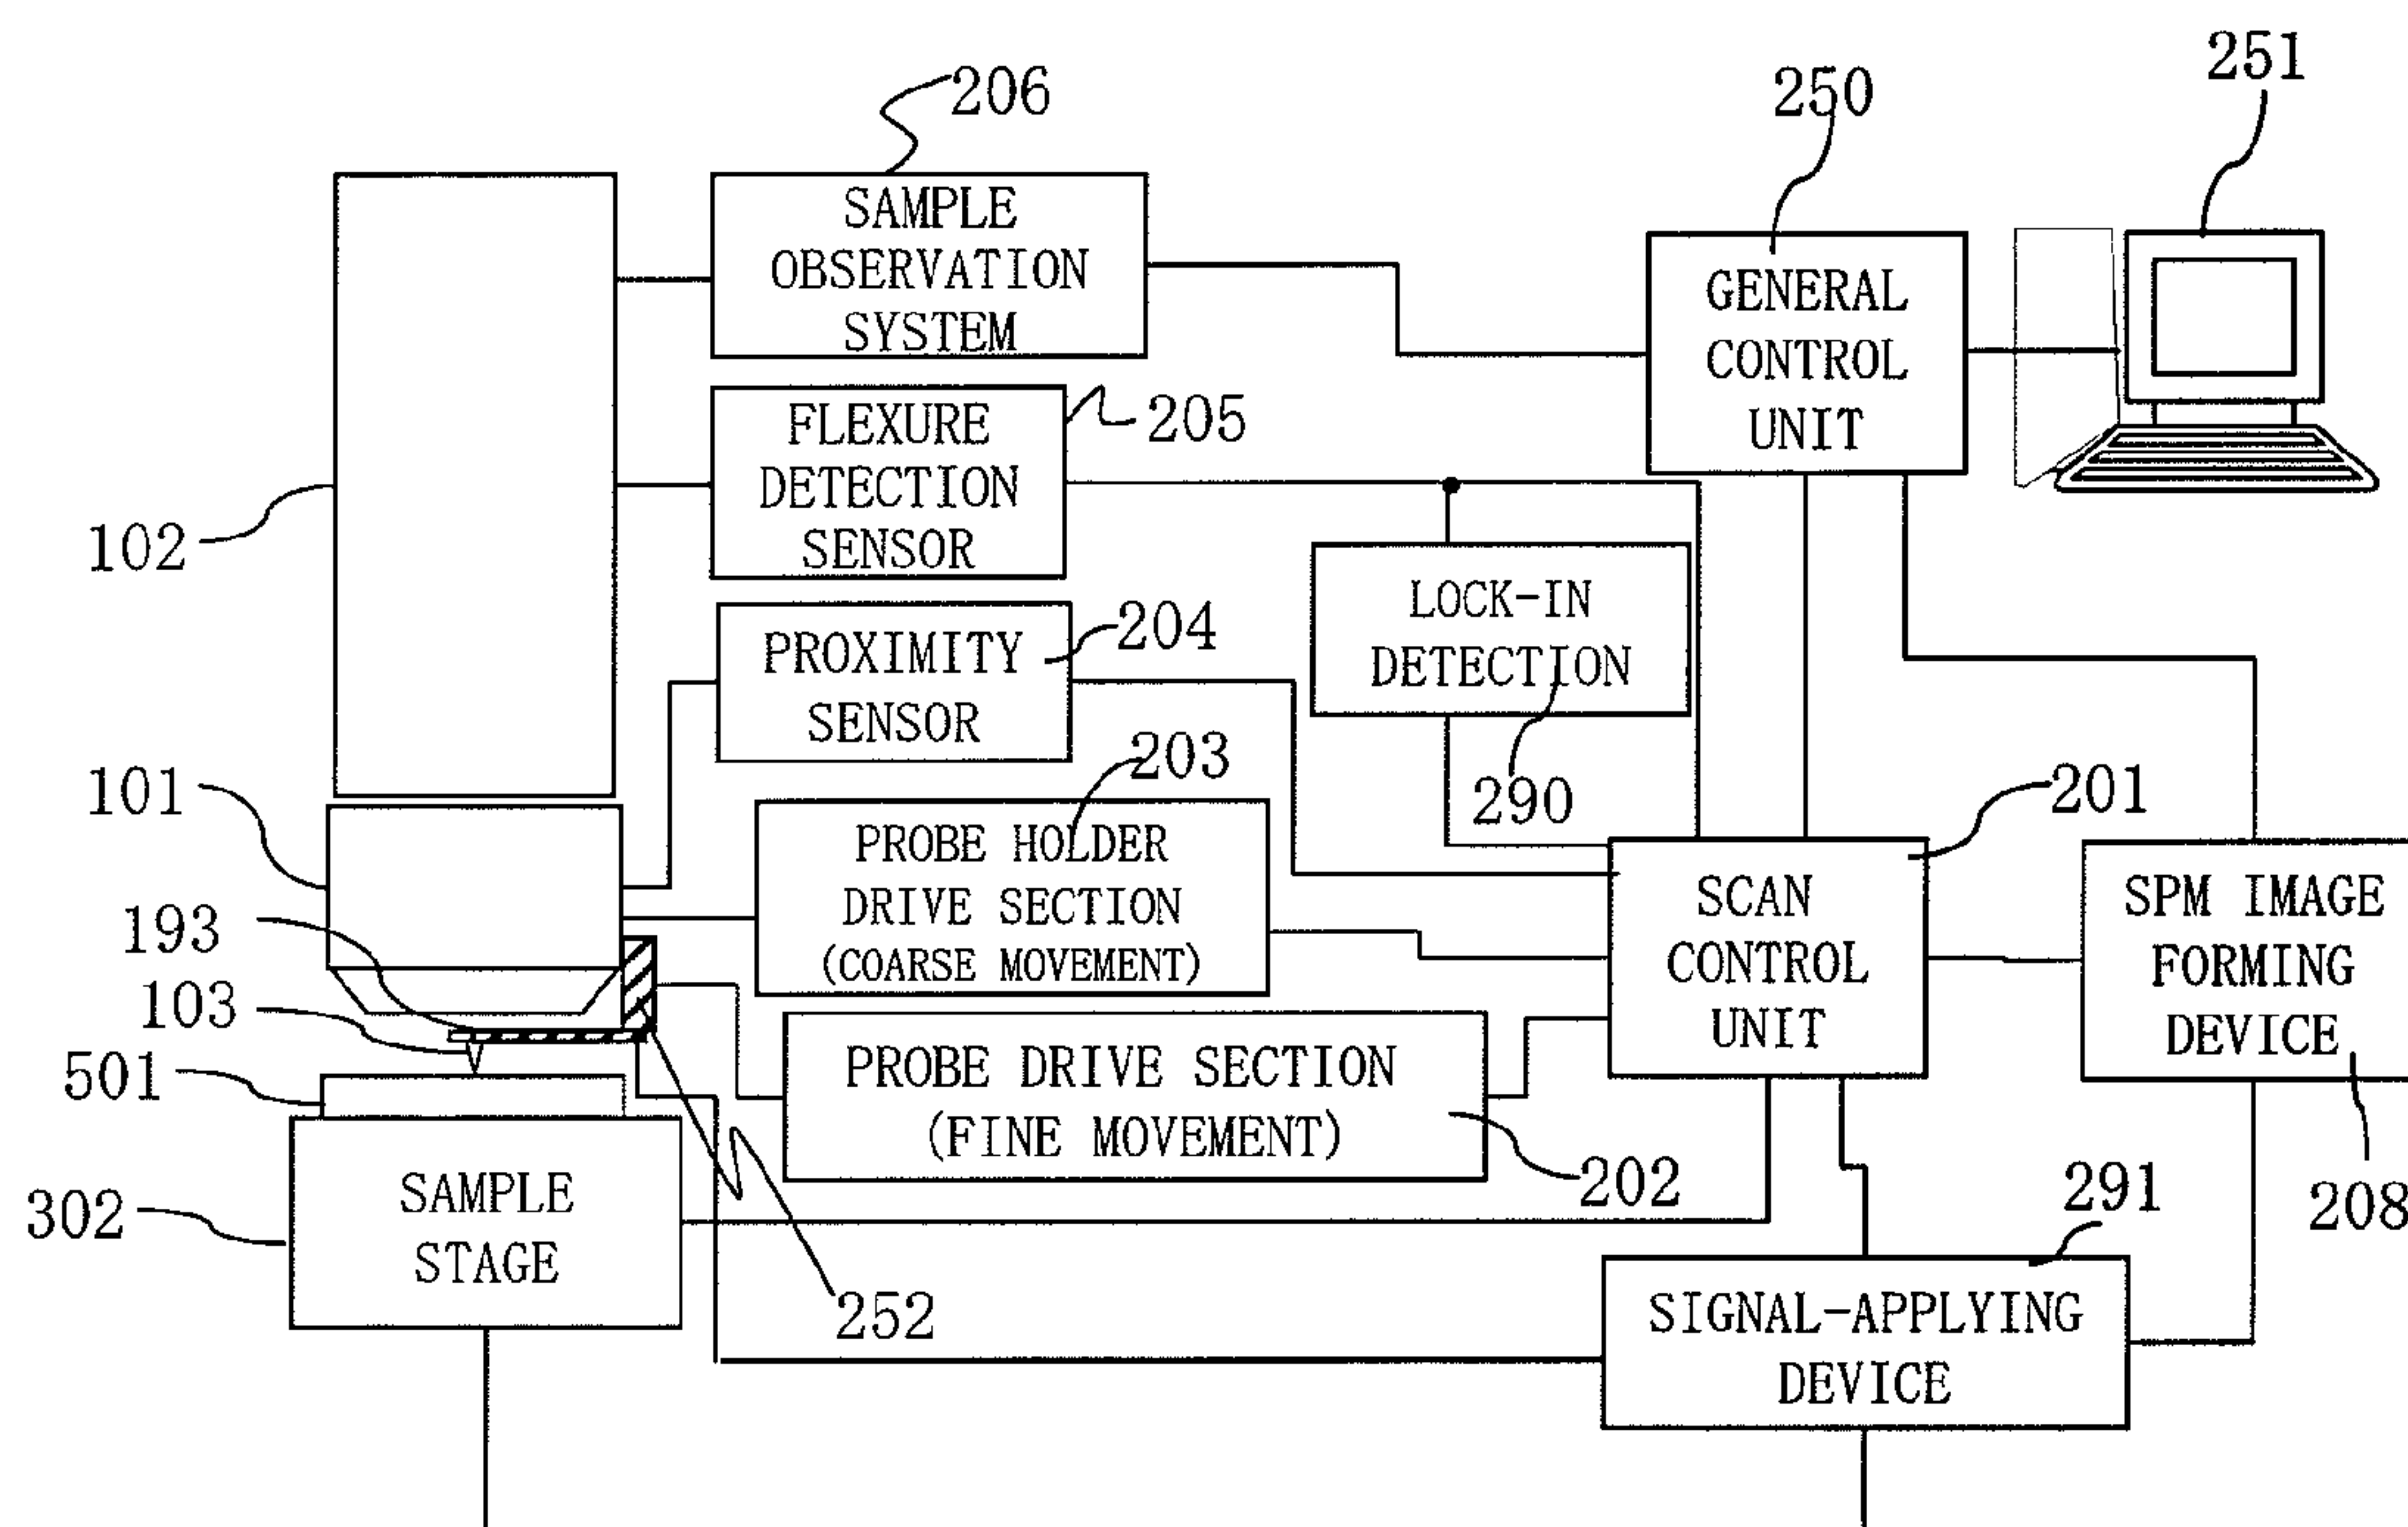 206
250
251
SAMPLE
OBSERVATION
SYSTEM
GENERAL
CONTROL
UNIT
FLEXURE
DETECTION
SENSOR
205
102
LOCK-IN
DETECTION
290
PROXIMITY
SENSOR
204
203
101
PROBE HOLDER
DRIVE SECTION
(COARSE MOVEMENT)
201
SCAN
CONTROL
UNIT
SPM IMAGE
FORMING
DEVICE
208
193
103
501
PROBE DRIVE SECTION
(FINE MOVEMENT)
202
302
SAMPLE
STAGE
252
291
SIGNAL-APPLYING
DEVICE